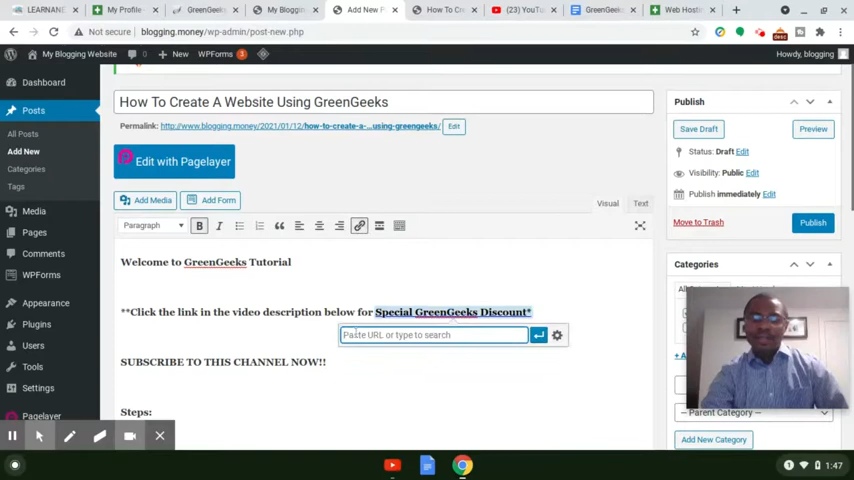 LEARNANE
My Profile -
GreenGeeks
My Blogging
Add New P
How To Cre
(23) YouTu
GreenGeeks
Web Hostin
Not secure | blogging.money/wp-admin/post-new.php
My Blogging Website 0 + New WPForms 3
Howdy, blogging
Dashboard
Posts
All Posts
Add New
Categories
Tags
Media
Pages
Comments
WPForms
Appearance
Plugins
Users
Tools
Settings
Pagelayer
How To Create A Website Using GreenGeeks
Permalink: http://www.blogging.money/2021/01/12/how-to-create-a-...using-greengeeks/ Edit
Edit with Pagelayer
Add Media Add Form
Visual Text
Paragraph B I
Welcome to GreenGeeks Tutorial
**Click the link in the video description below for Special GreenGeeks Discount*
Paste URL or type to search
SUBSCRIBE TO THIS CHANNEL NOW!!
Steps:
Publish
Save Draft Preview
Status: Draft Edit
Visibility: Public Edit
Publish immediately Edit
Move to Trash Publish
Categories
— Parent Category —
Add New Category
1 1:47